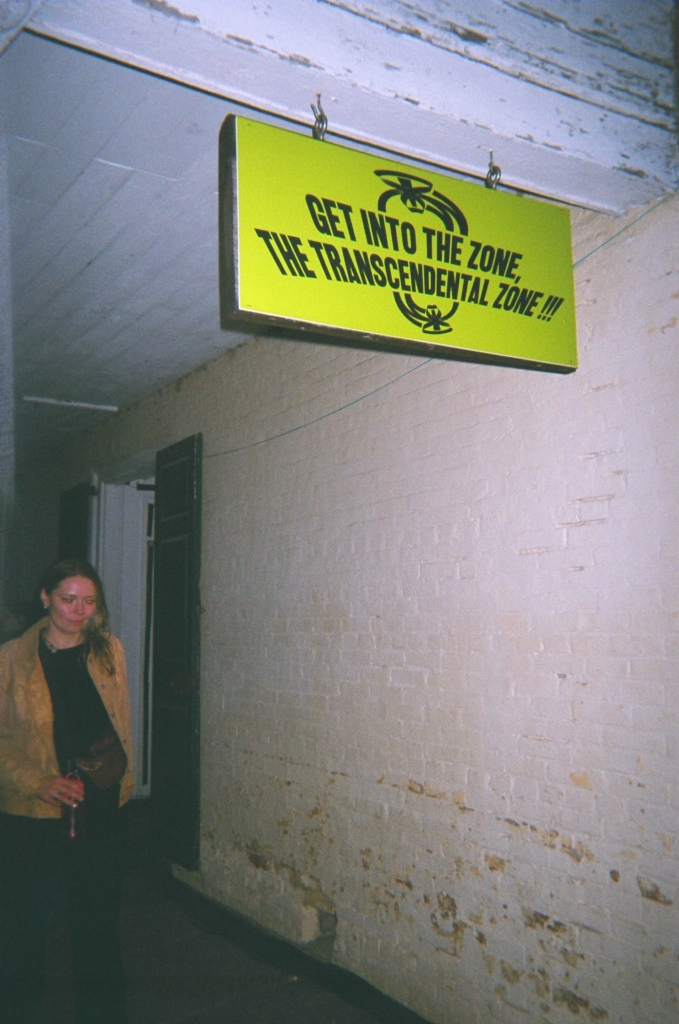 GET INTO THE ZONE,
THE TRANSCENDENTAL ZONE!!!